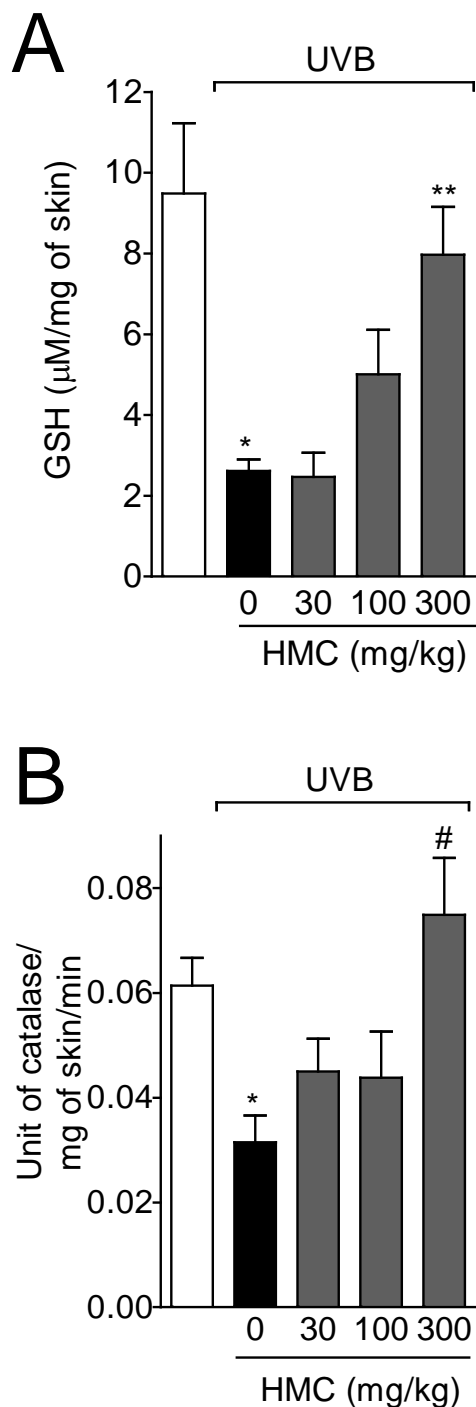 A
UVB
12
10
8
6
4
2
0
GSH (μM/mg of skin)
*
**
0 30 100 300
HMC (mg/kg)
B
UVB
0.08
0.06
0.04
0.02
0.00
Unit of catalase/
mg of skin/min
*
#
0 30 100 300
HMC (mg/kg)